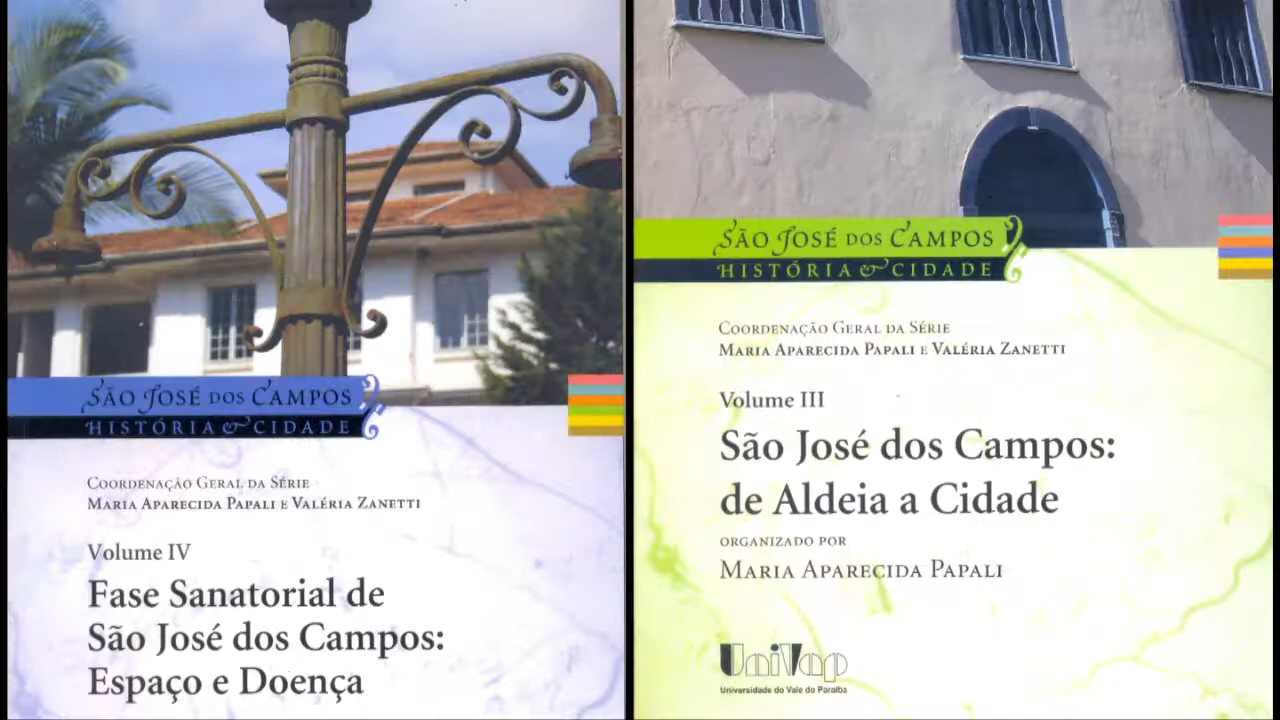 São José dos Campos
História & Cidade
Coordenação Geral da Série
Maria Aparecida Papali e Valéria Zanetti
Volume IV
Fase Sanatorial de
São José dos Campos:
Espaço e Doença
São José dos Campos
História & Cidade
Coordenação Geral da Série
Maria Aparecida Papali e Valéria Zanetti
Volume III
São José dos Campos:
de Aldeia a Cidade
organizado por
Maria Aparecida Papali
UniVap
Universidade do Vale do Paraíba